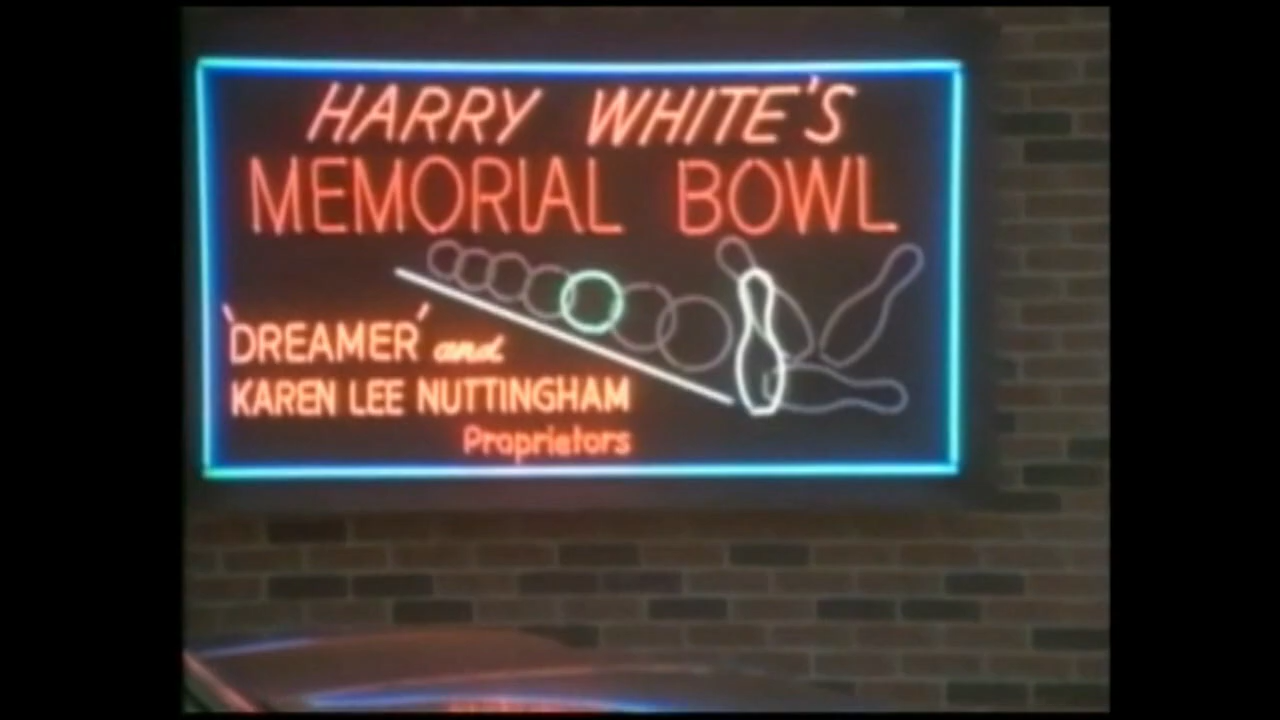 HARRY WHITE'S
MEMORIAL BOWL
'DREAMER' and
KAREN LEE NUTTINGHAM
Proprietors